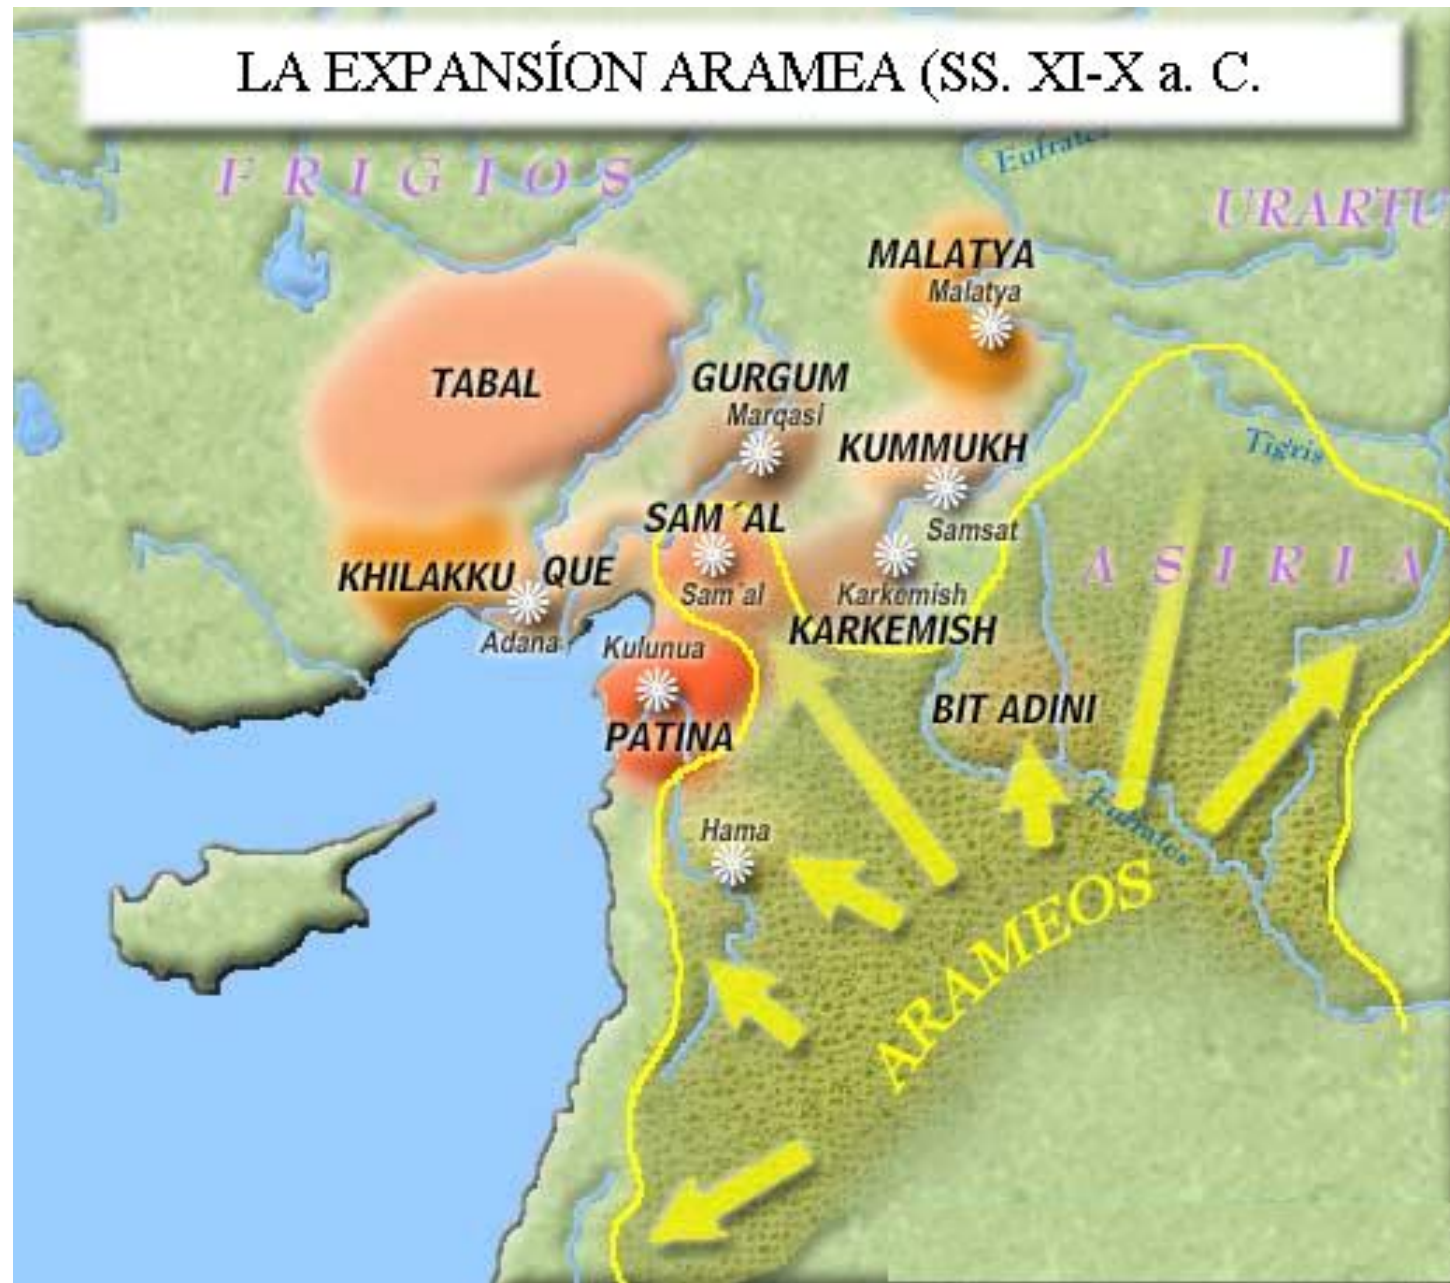 LA EXPANSÍON ARAMEA (SS. XI-X a. C.
Eufrates
FRIGIOS
URARTU
MALATYA
Malatya
TABAL
GURGUM
Marqasi
KUMMUKH
Tigris
Samsat
SAM´AL
Sam´al
ASIRIA
KHILAKKU
QUE
Adana
Karkemish
KARKEMISH
Kulunua
PATINA
BIT ADINI
Hama
Eufrates
ARAMEOS